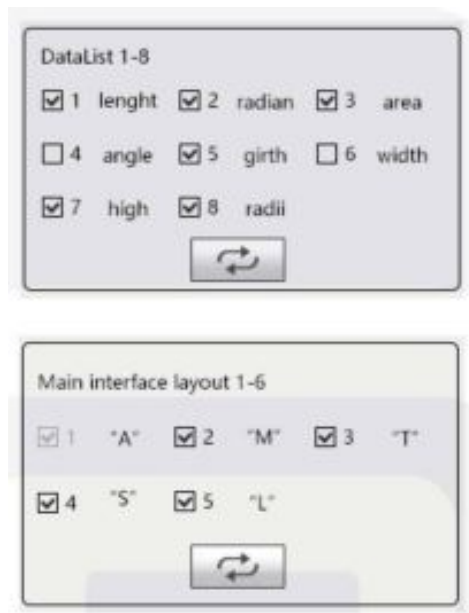 DataList 1-8
1 lenght 2 radian 3 area
4 angle 5 girth 6 width
7 high 8 radii
Main interface layout 1-6
1 "A" 2 "M" 3 "T"
4 "S" 5 "L"